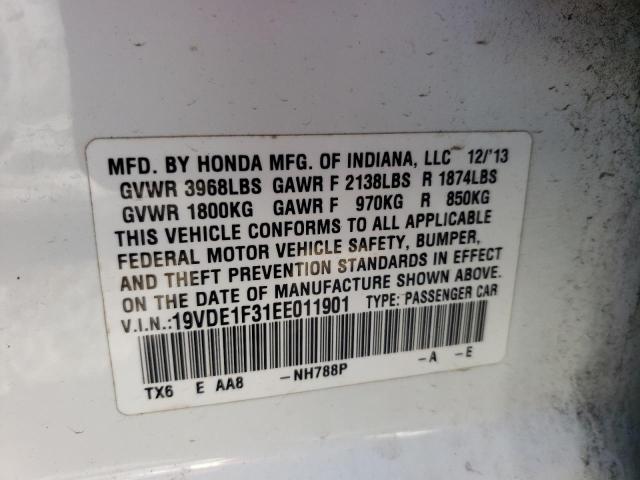 MFD. BY HONDA MFG. OF INDIANA, LLC 12/'13
GVWR 3968LBS GAWR F 2138LBS R 1874LBS
GVWR 1800KG GAWR F 970KG R 850KG
THIS VEHICLE CONFORMS TO ALL APPLICABLE
FEDERAL MOTOR VEHICLE SAFETY, BUMPER,
AND THEFT PREVENTION STANDARDS IN EFFECT
ON THE DATE OF MANUFACTURE SHOWN ABOVE.
V.I.N.:19VDE1F31EE011901 TYPE: PASSENGER CAR
TX6 E AA8 -NH788P -A -E